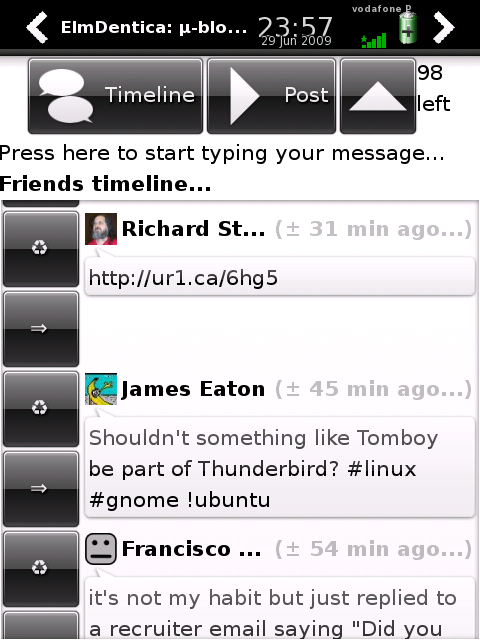 ElmDentica: µ-blo...
23:57
29 Jun 2009
vodafone P
Timeline
Post
98
left
Press here to start typing your message...
Friends timeline...
Richard St... (± 31 min ago...)
http://ur1.ca/6hg5
James Eaton (± 45 min ago...)
Shouldn't something like Tomboy
be part of Thunderbird? #linux
#gnome !ubuntu
Francisco ... (± 54 min ago...)
it's not my habit but just replied to
a recruiter email saying "Did you